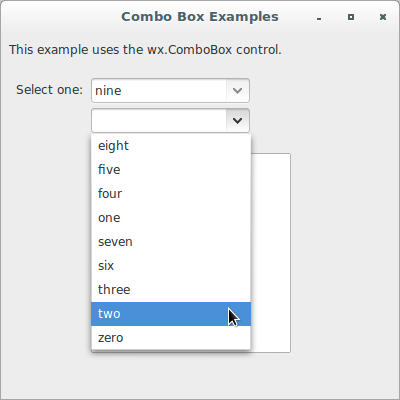 Combo Box Examples
This example uses the wx.ComboBox control.
Select one: nine
eight
five
four
one
seven
six
three
two
zero